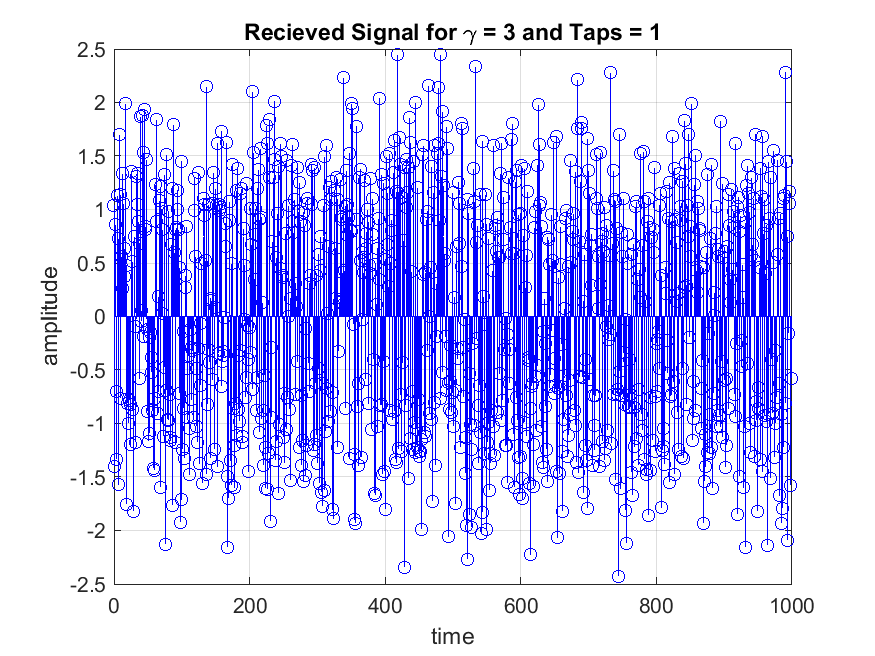 Recieved Signal for γ = 3 and Taps = 1
2.5
2
1.5
1
0.5
0
-0.5
-1
-1.5
-2
-2.5
amplitude
0 200 400 600 800 1000
time